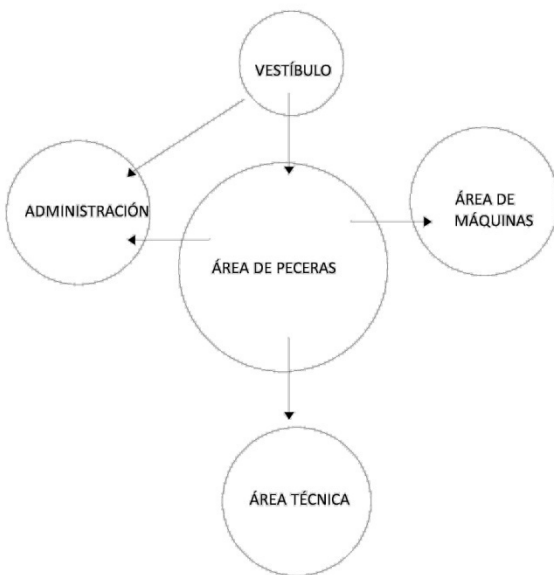 VESTÍBULO
ADMINISTRACIÓN
ÁREA DE
MÁQUINAS
ÁREA DE PECERAS
ÁREA TÉCNICA